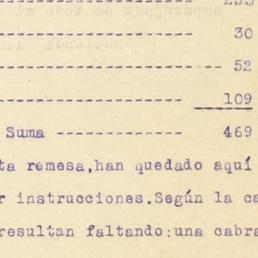 30
52
109
Suma ------------- 469
ta remesa,han quedado aquí
r instrucciones.Según la ca
resultan faltando:una cabra